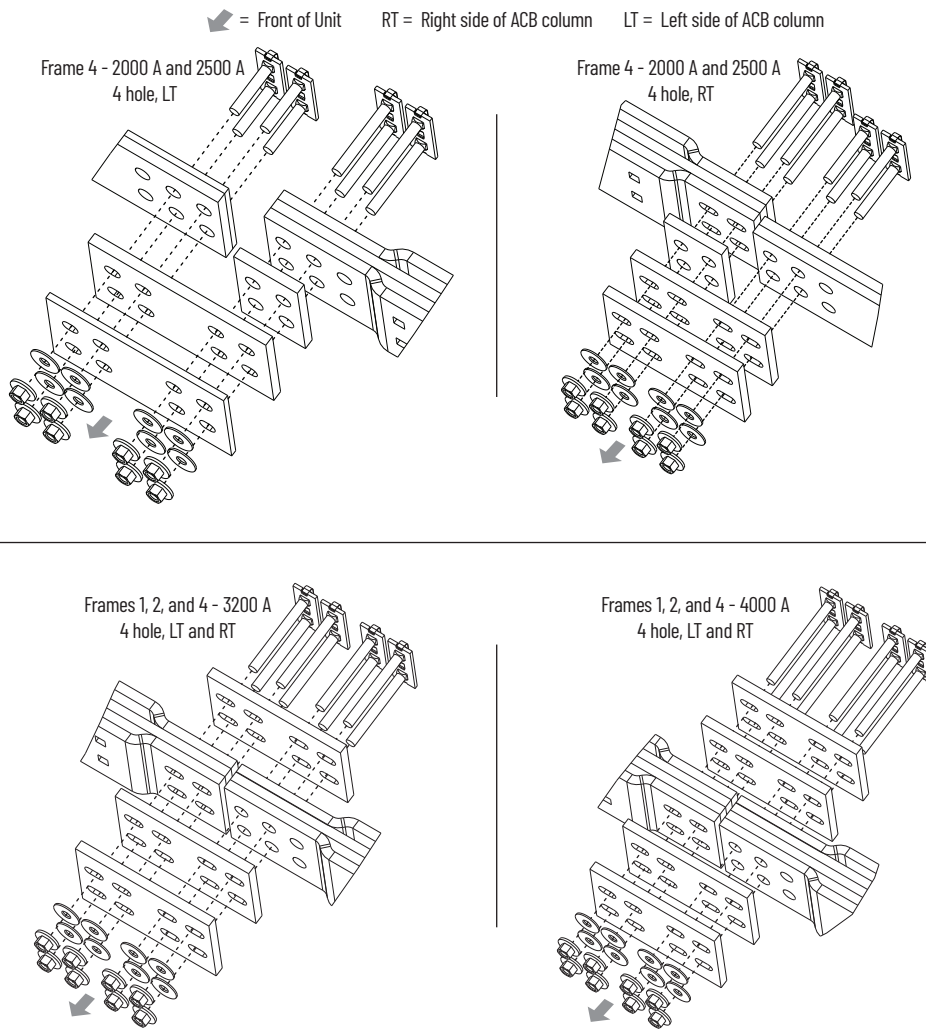 = Front of Unit RT = Right side of ACB column LT = Left side of ACB column
Frame 4 - 2000 A and 2500 A
4 hole, LT
Frame 4 - 2000 A and 2500 A
4 hole, RT
Frames 1, 2, and 4 - 3200 A
4 hole, LT and RT
Frames 1, 2, and 4 - 4000 A
4 hole, LT and RT